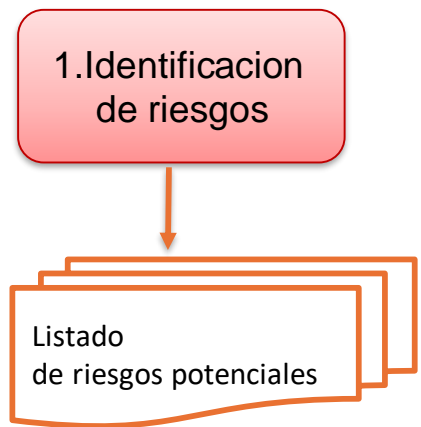 1.Identificacion
de riesgos
Listado
de riesgos potenciales